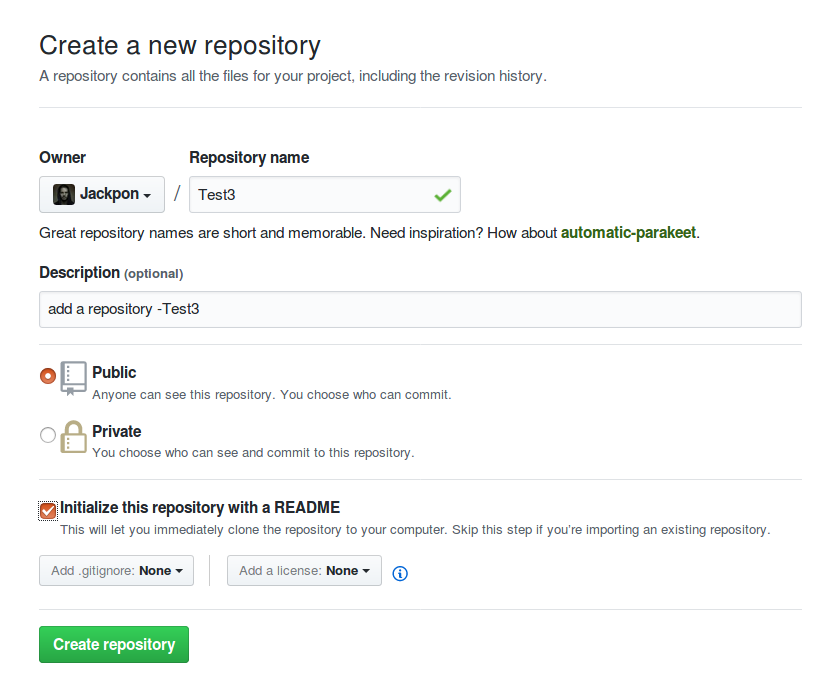 Create a new repository
A repository contains all the files for your project, including the revision history.
Owner Repository name
Jackpon / Test3
Great repository names are short and memorable. Need inspiration? How about automatic-parakeet.
Description (optional)
add a repository -Test3
Public
Anyone can see this repository. You choose who can commit.
Private
You choose who can see and commit to this repository.
Initialize this repository with a README
This will let you immediately clone the repository to your computer. Skip this step if you're importing an existing repository.
Add .gitignore: None Add a license: None
Create repository